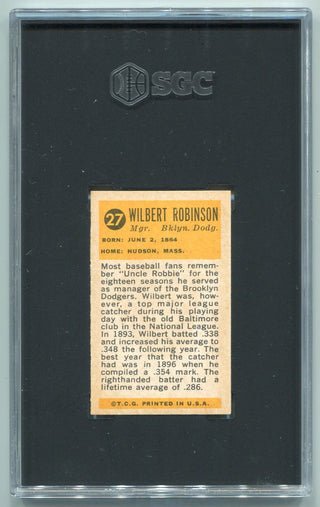 SGC
27 WILBERT ROBINSON
Mgr. Bklyn. Dodg.
BORN: JUNE 2, 1864
HOME: HUDSON, MASS.
Most baseball fans remem-
ber "Uncle Robbie" for the
eighteen seasons he served
as manager of the Brooklyn
Dodgers. Wilbert was, how-
ever, a top major league
catcher during his playing
day with the old Baltimore
club in the National League.
In 1893, Wilbert batted .338
and increased his average to
.348 the following year. The
best year that the catcher
had was in 1896 when he
compiled a .354 mark. The
righthanded batter had a
lifetime average of .286.
©T.C.G. PRINTED IN U.S.A.